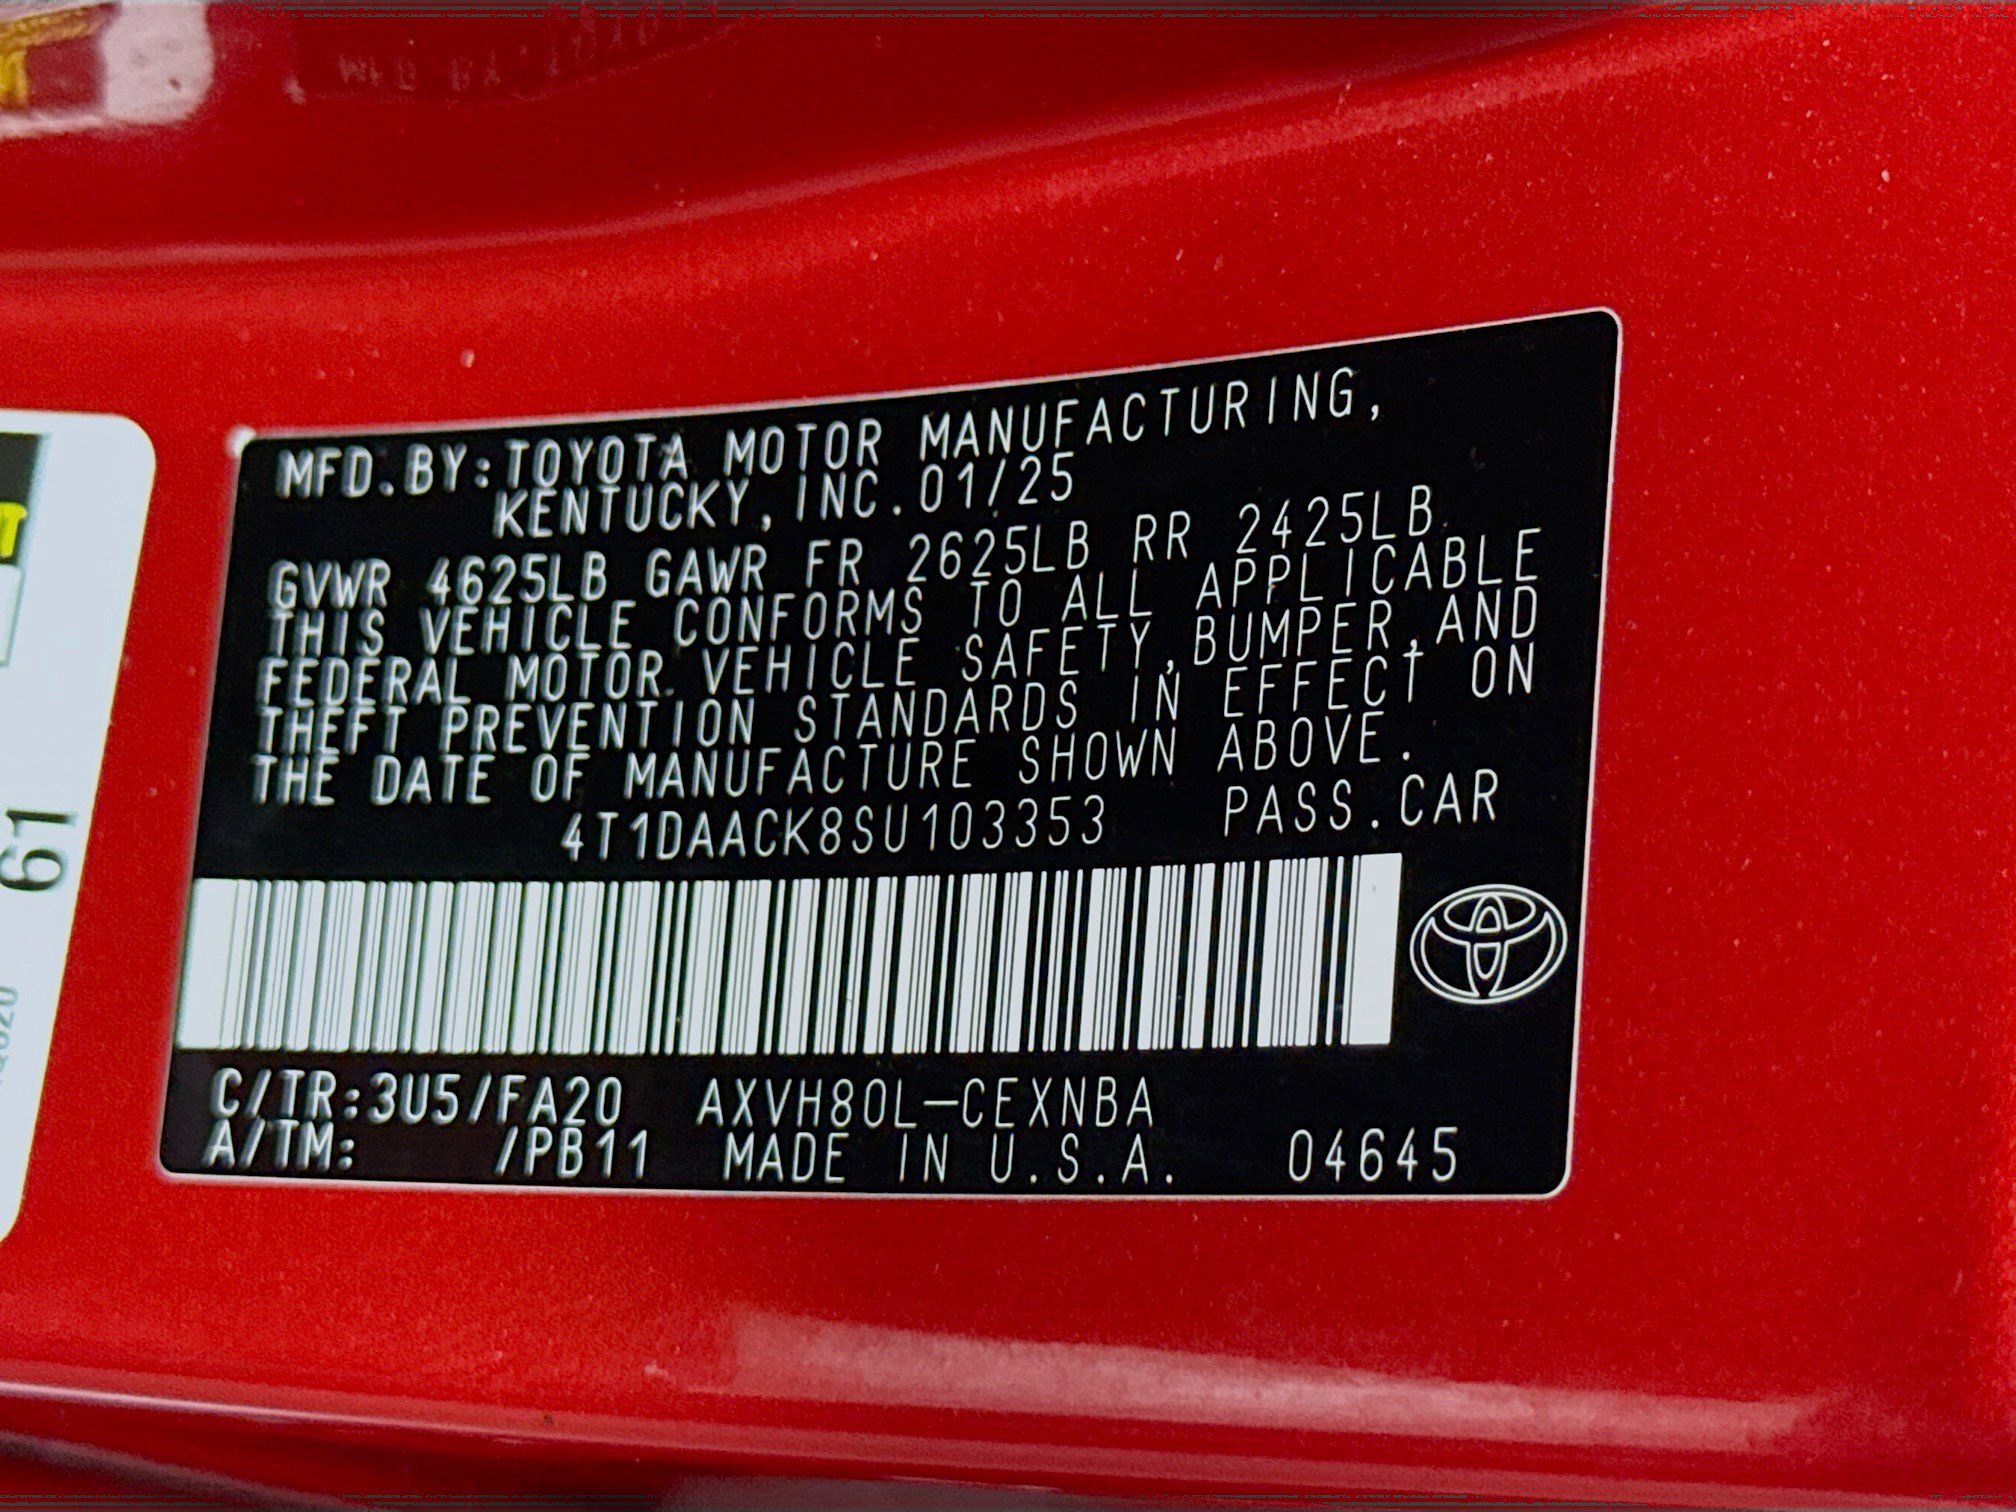 MFD.BY:TOYOTA MOTOR MANUFACTURING,
KENTUCKY, INC.01/25
GVWR 4625LB GAWR FR 2625LB RR 2425LB
THIS VEHICLE CONFORMS TO ALL APPLICABLE
FEDERAL MOTOR VEHICLE SAFETY,BUMPER,AND
THEFT PREVENTION STANDARDS IN EFFECT ON
THE DATE OF MANUFACTURE SHOWN ABOVE.
4T1DAACK8SU103353 PASS.CAR
C/TR:3U5/FA20 AXVH80L-CEXNBA
A/TM: /PB11 MADE IN U.S.A. 04645
61